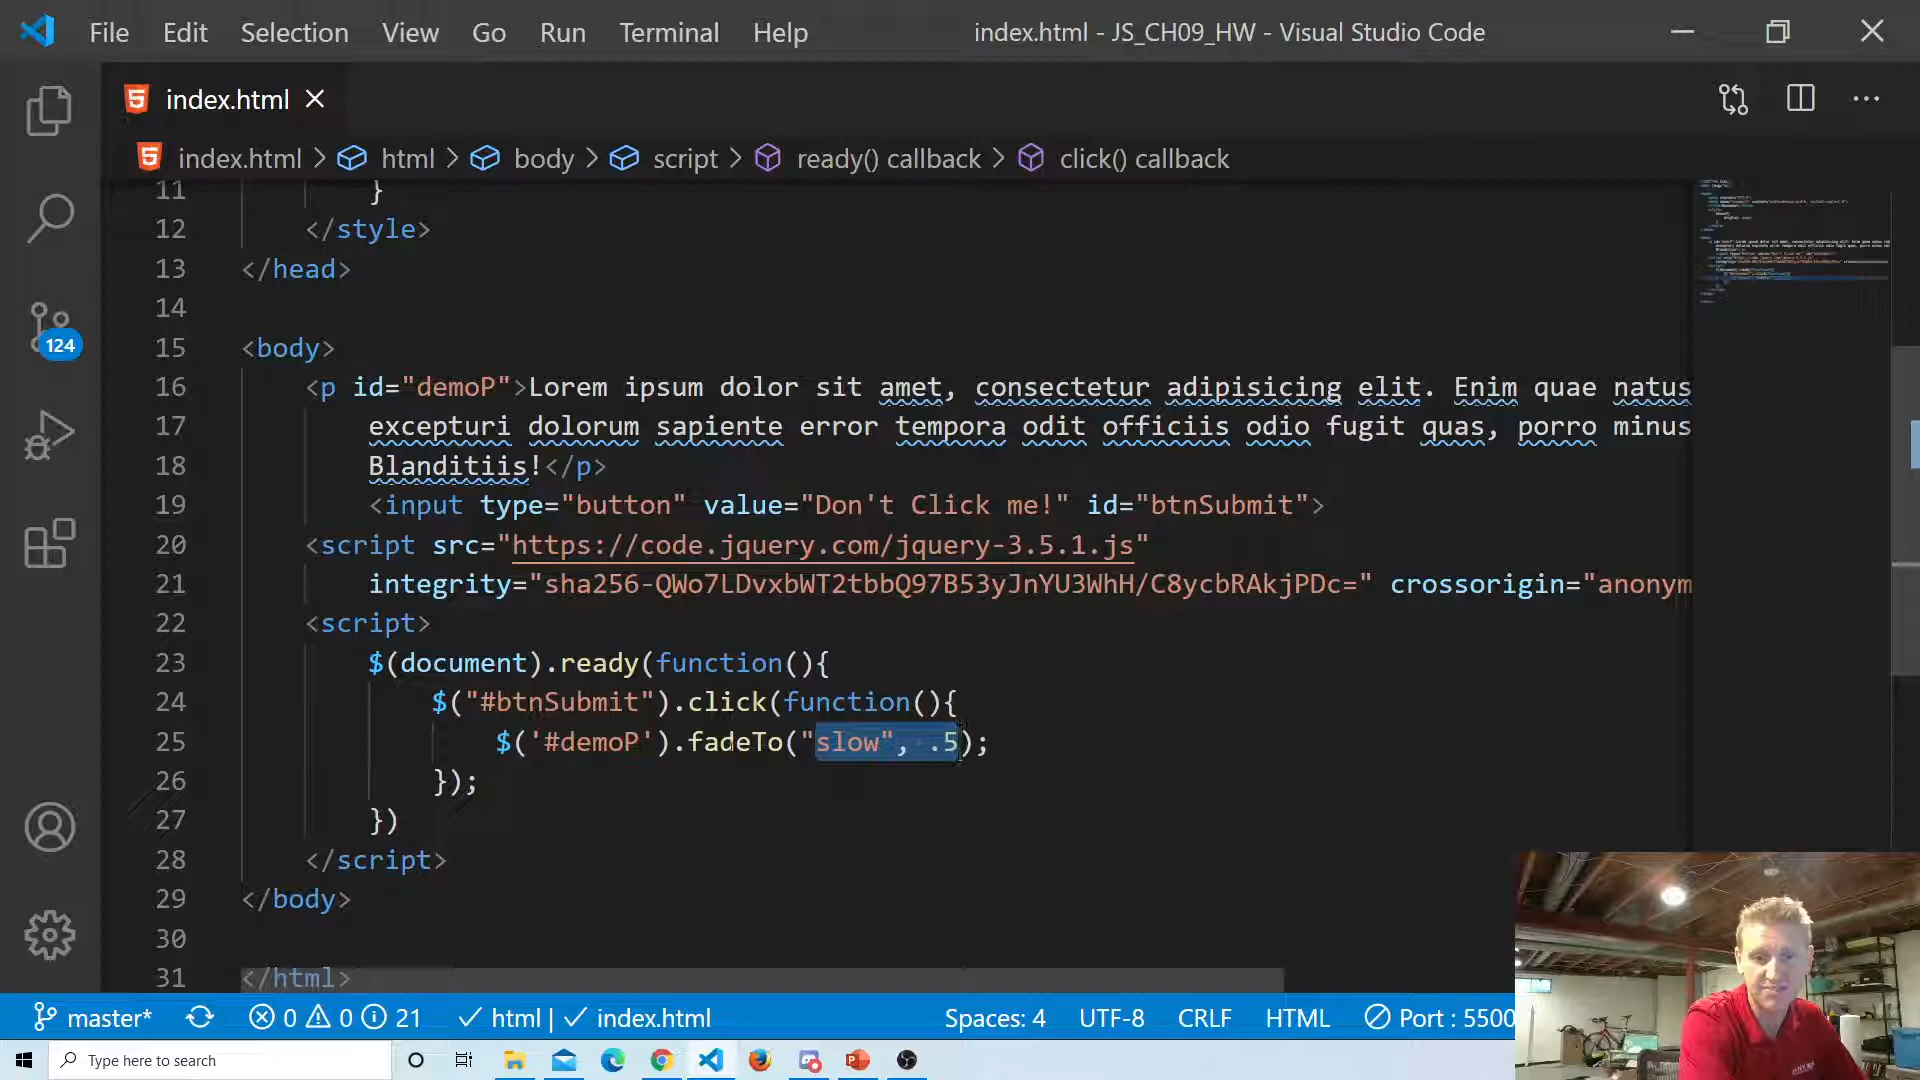 File Edit Selection View Go Run Terminal Help index.html - JS_CH09_HW - Visual Studio Code
index.html
index.html > html > body > script > ready() callback > click() callback
11 }
12 </style>
13 </head>
14
15 <body>
16 <p id="demoP">Lorem ipsum dolor sit amet, consectetur adipisicing elit. Enim quae natus
17 excepturi dolorum sapiente error tempora odit officiis odio fugit quas, porro minus
18 Blanditiis!</p>
19 <input type="button" value="Don't Click me!" id="btnSubmit">
20 <script src="https://code.jquery.com/jquery-3.5.1.js"
21 integrity="sha256-QWo7LDvxbWT2tbbQ97B53yJnYU3WhH/C8ycbRAkjPDc=" crossorigin="anonym
22 <script>
23 $(document).ready(function(){
24 $("#btnSubmit").click(function(){
25 $('#demoP').fadeTo("slow", .5);
26 });
27 })
28 </script>
29 </body>
30
31 </html>
124
master* 0 0 21 html | index.html Spaces: 4 UTF-8 CRLF HTML Port : 5500
Type here to search